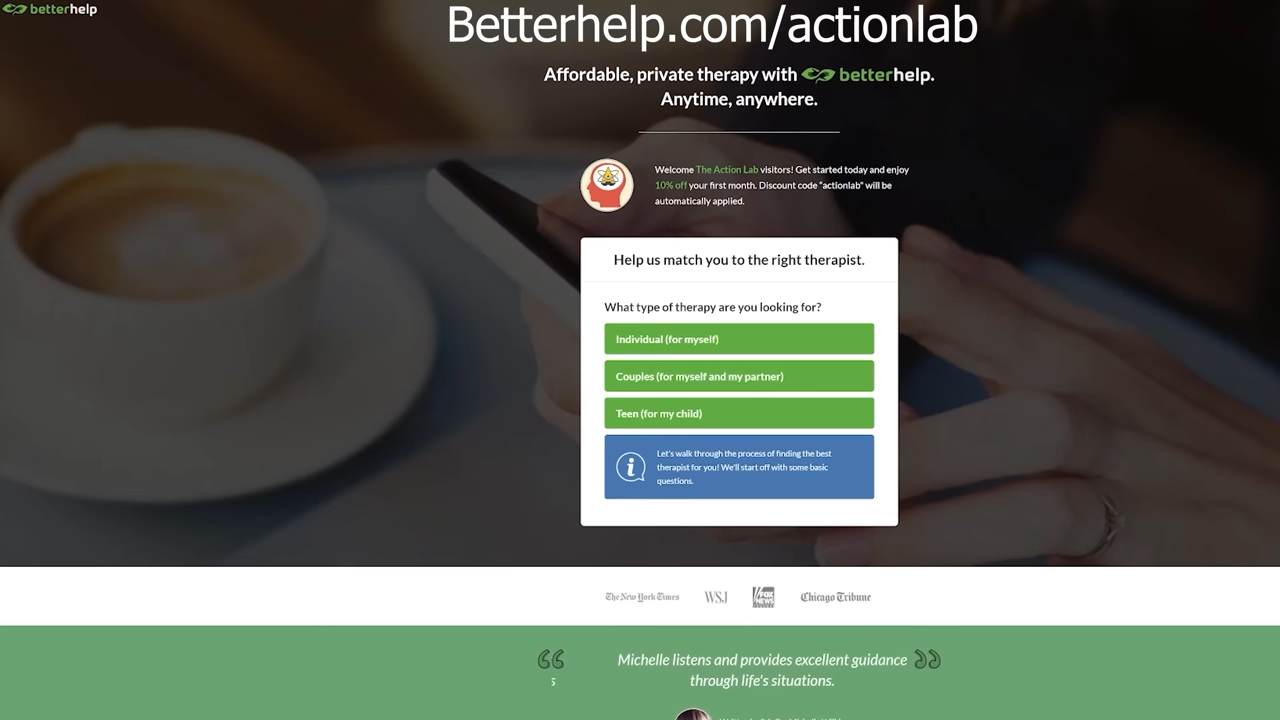 betterhelp
Betterhelp.com/actionlab
Affordable, private therapy with betterhelp.
Anytime, anywhere.
Welcome The Action Lab visitors! Get started today and enjoy
10% off your first month. Discount code "actionlab" will be
automatically applied.
Help us match you to the right therapist.
What type of therapy are you looking for?
Individual (for myself)
Couples (for myself and my partner)
Teen (for my child)
Let's walk through the process of finding the best
therapist for you! We'll start off with some basic
questions.
The New York Times WSJ FOX NEWS Chicago Tribune
“ Michelle listens and provides excellent guidance ”
s through life's situations.